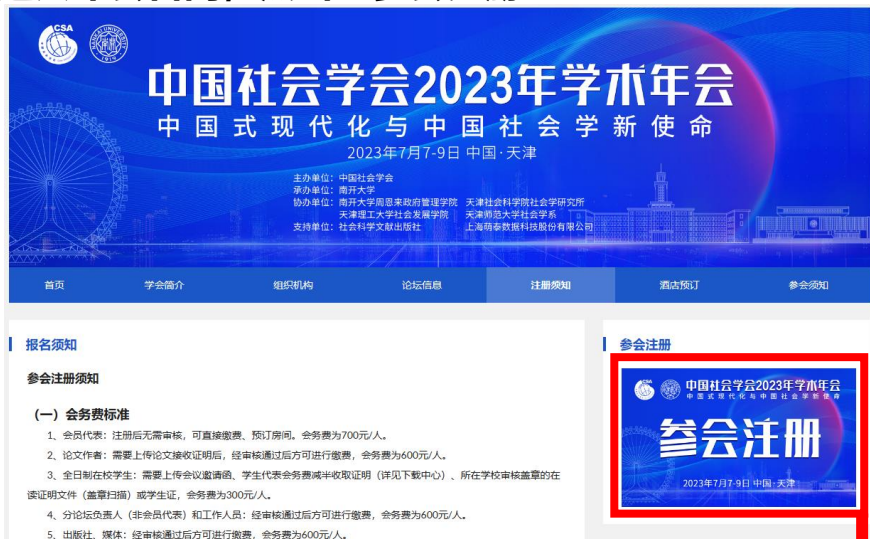 CSA
NANKAI UNIVERSITY
1919
中国社会学会2023年学术年会
中国式现代化与中国社会学新使命
2023年7月7-9日 中国·天津
主办单位：中国社会学会
承办单位：南开大学
协办单位：南开大学周恩来政府管理学院 天津社会科学院社会学研究所
天津理工大学社会发展学院 天津师范大学社会学系
支持单位：社会科学文献出版社 上海萌泰数据科技股份有限公司
首页 学会简介 组织机构 论坛信息 注册须知 酒店预订 参会须知
报名须知
参会注册须知
（一）会务费标准
1、会员代表：注册后无需审核，可直接缴费、预订房间。会务费为700元/人。
2、论文作者：需要上传论文接收证明后，经审核通过后方可进行缴费，会务费为600元/人。
3、全日制在校学生：需要上传会议邀请函、学生代表会务费减半收取证明（详见下载中心）、所在学校审核盖章的在
读证明文件（盖章扫描）或学生证，会务费为300元/人。
4、分论坛负责人（非会员代表）和工作人员：经审核通过后方可进行缴费，会务费为600元/人。
5、出版社、媒体：经审核通过后方可进行缴费，会务费为600元/人。
参会注册
中国社会学会2023年学术年会
中国式现代化与中国社会学新使命
参会注册
2023年7月7-9日 中国·天津